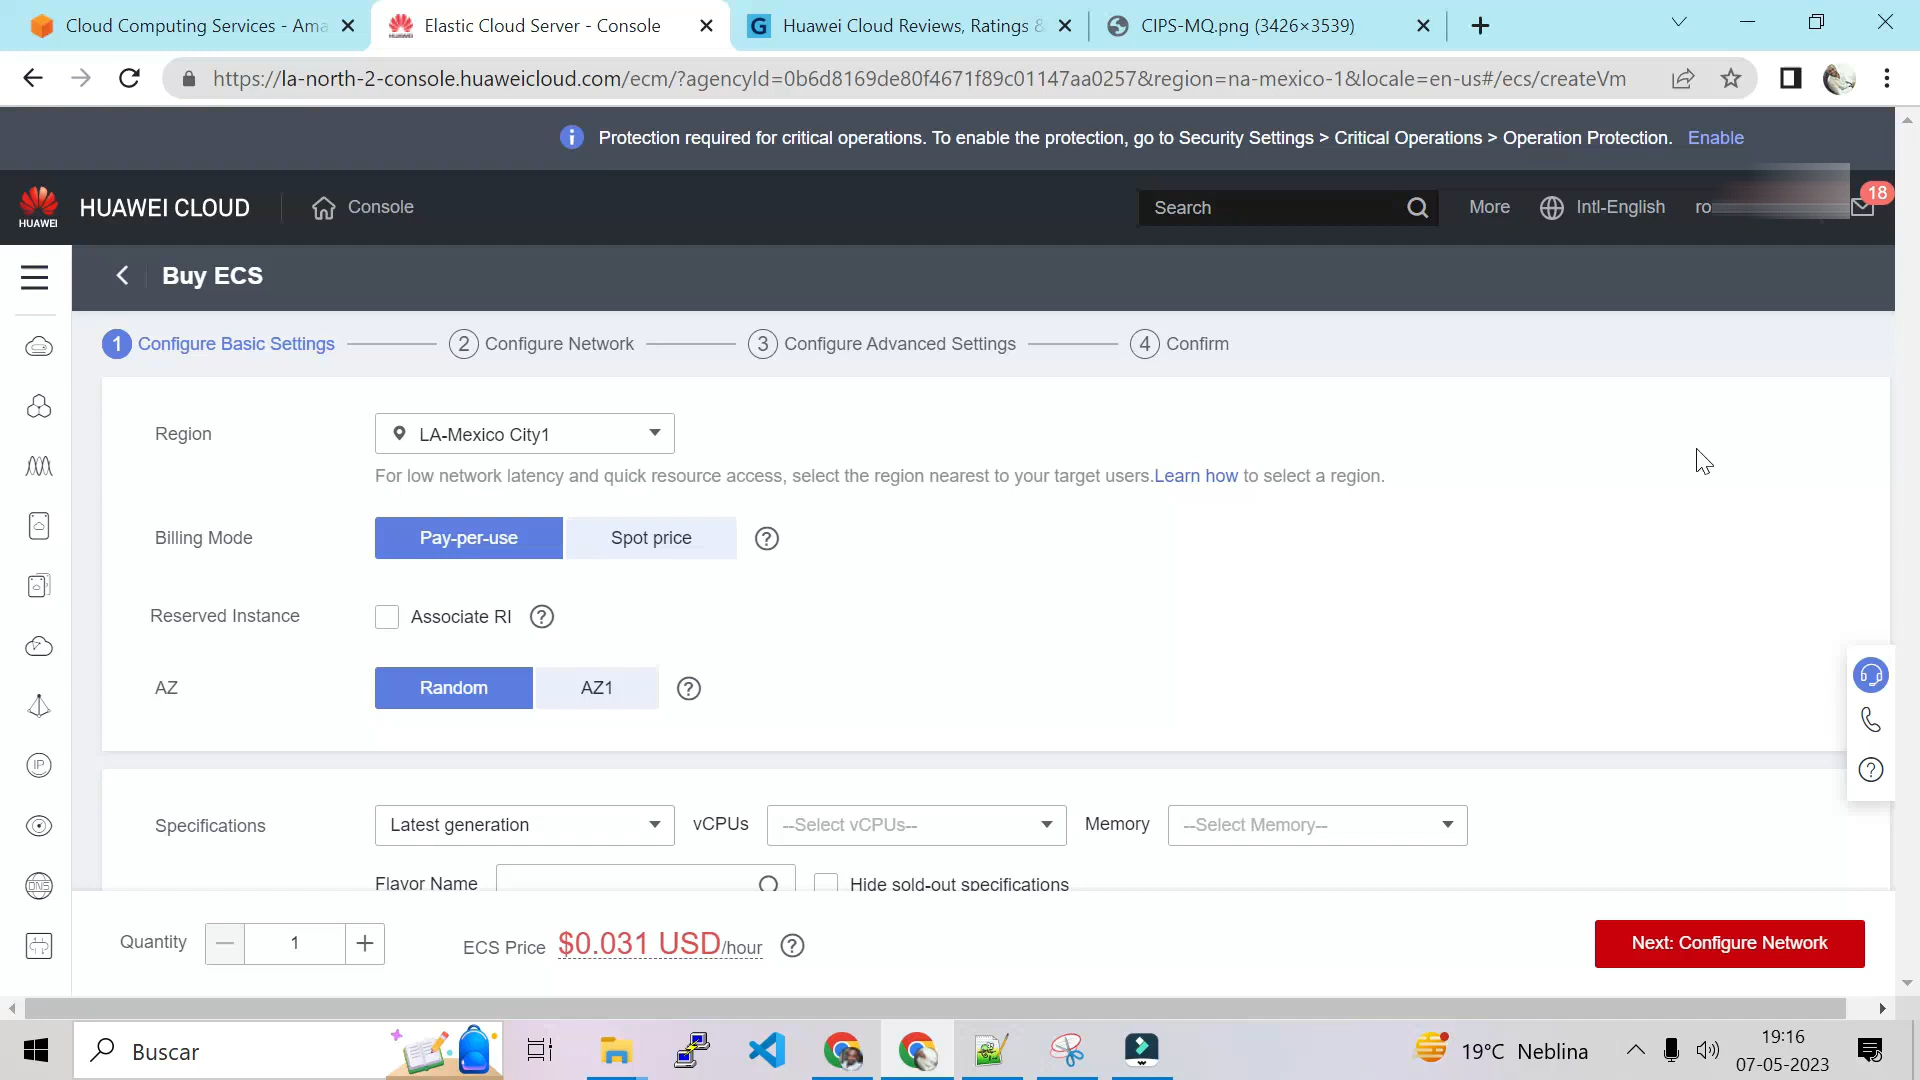 Cloud Computing Services - Ama
Elastic Cloud Server - Console
Huawei Cloud Reviews, Ratings &
CIPS-MQ.png (3426×3539)
https://la-north-2-console.huaweicloud.com/ecm/?agencyId=0b6d8169de80f4671f89c01147aa0257&region=na-mexico-1&locale=en-us#/ecs/createVm
Protection required for critical operations. To enable the protection, go to Security Settings > Critical Operations > Operation Protection. Enable
HUAWEI
HUAWEI CLOUD
Console
Search
More
Intl-English
ro
18
Buy ECS
1 Configure Basic Settings
2 Configure Network
3 Configure Advanced Settings
4 Confirm
Region
LA-Mexico City1
For low network latency and quick resource access, select the region nearest to your target users.Learn how to select a region.
Billing Mode
Pay-per-use
Spot price
Reserved Instance
Associate RI
AZ
Random
AZ1
Specifications
Latest generation
vCPUs
--Select vCPUs--
Memory
--Select Memory--
Flavor Name
Hide sold-out specifications
IP
DNS
Quantity
1
ECS Price $0.031 USD/hour
Next: Configure Network
Buscar
19°C Neblina
19:16
07-05-2023